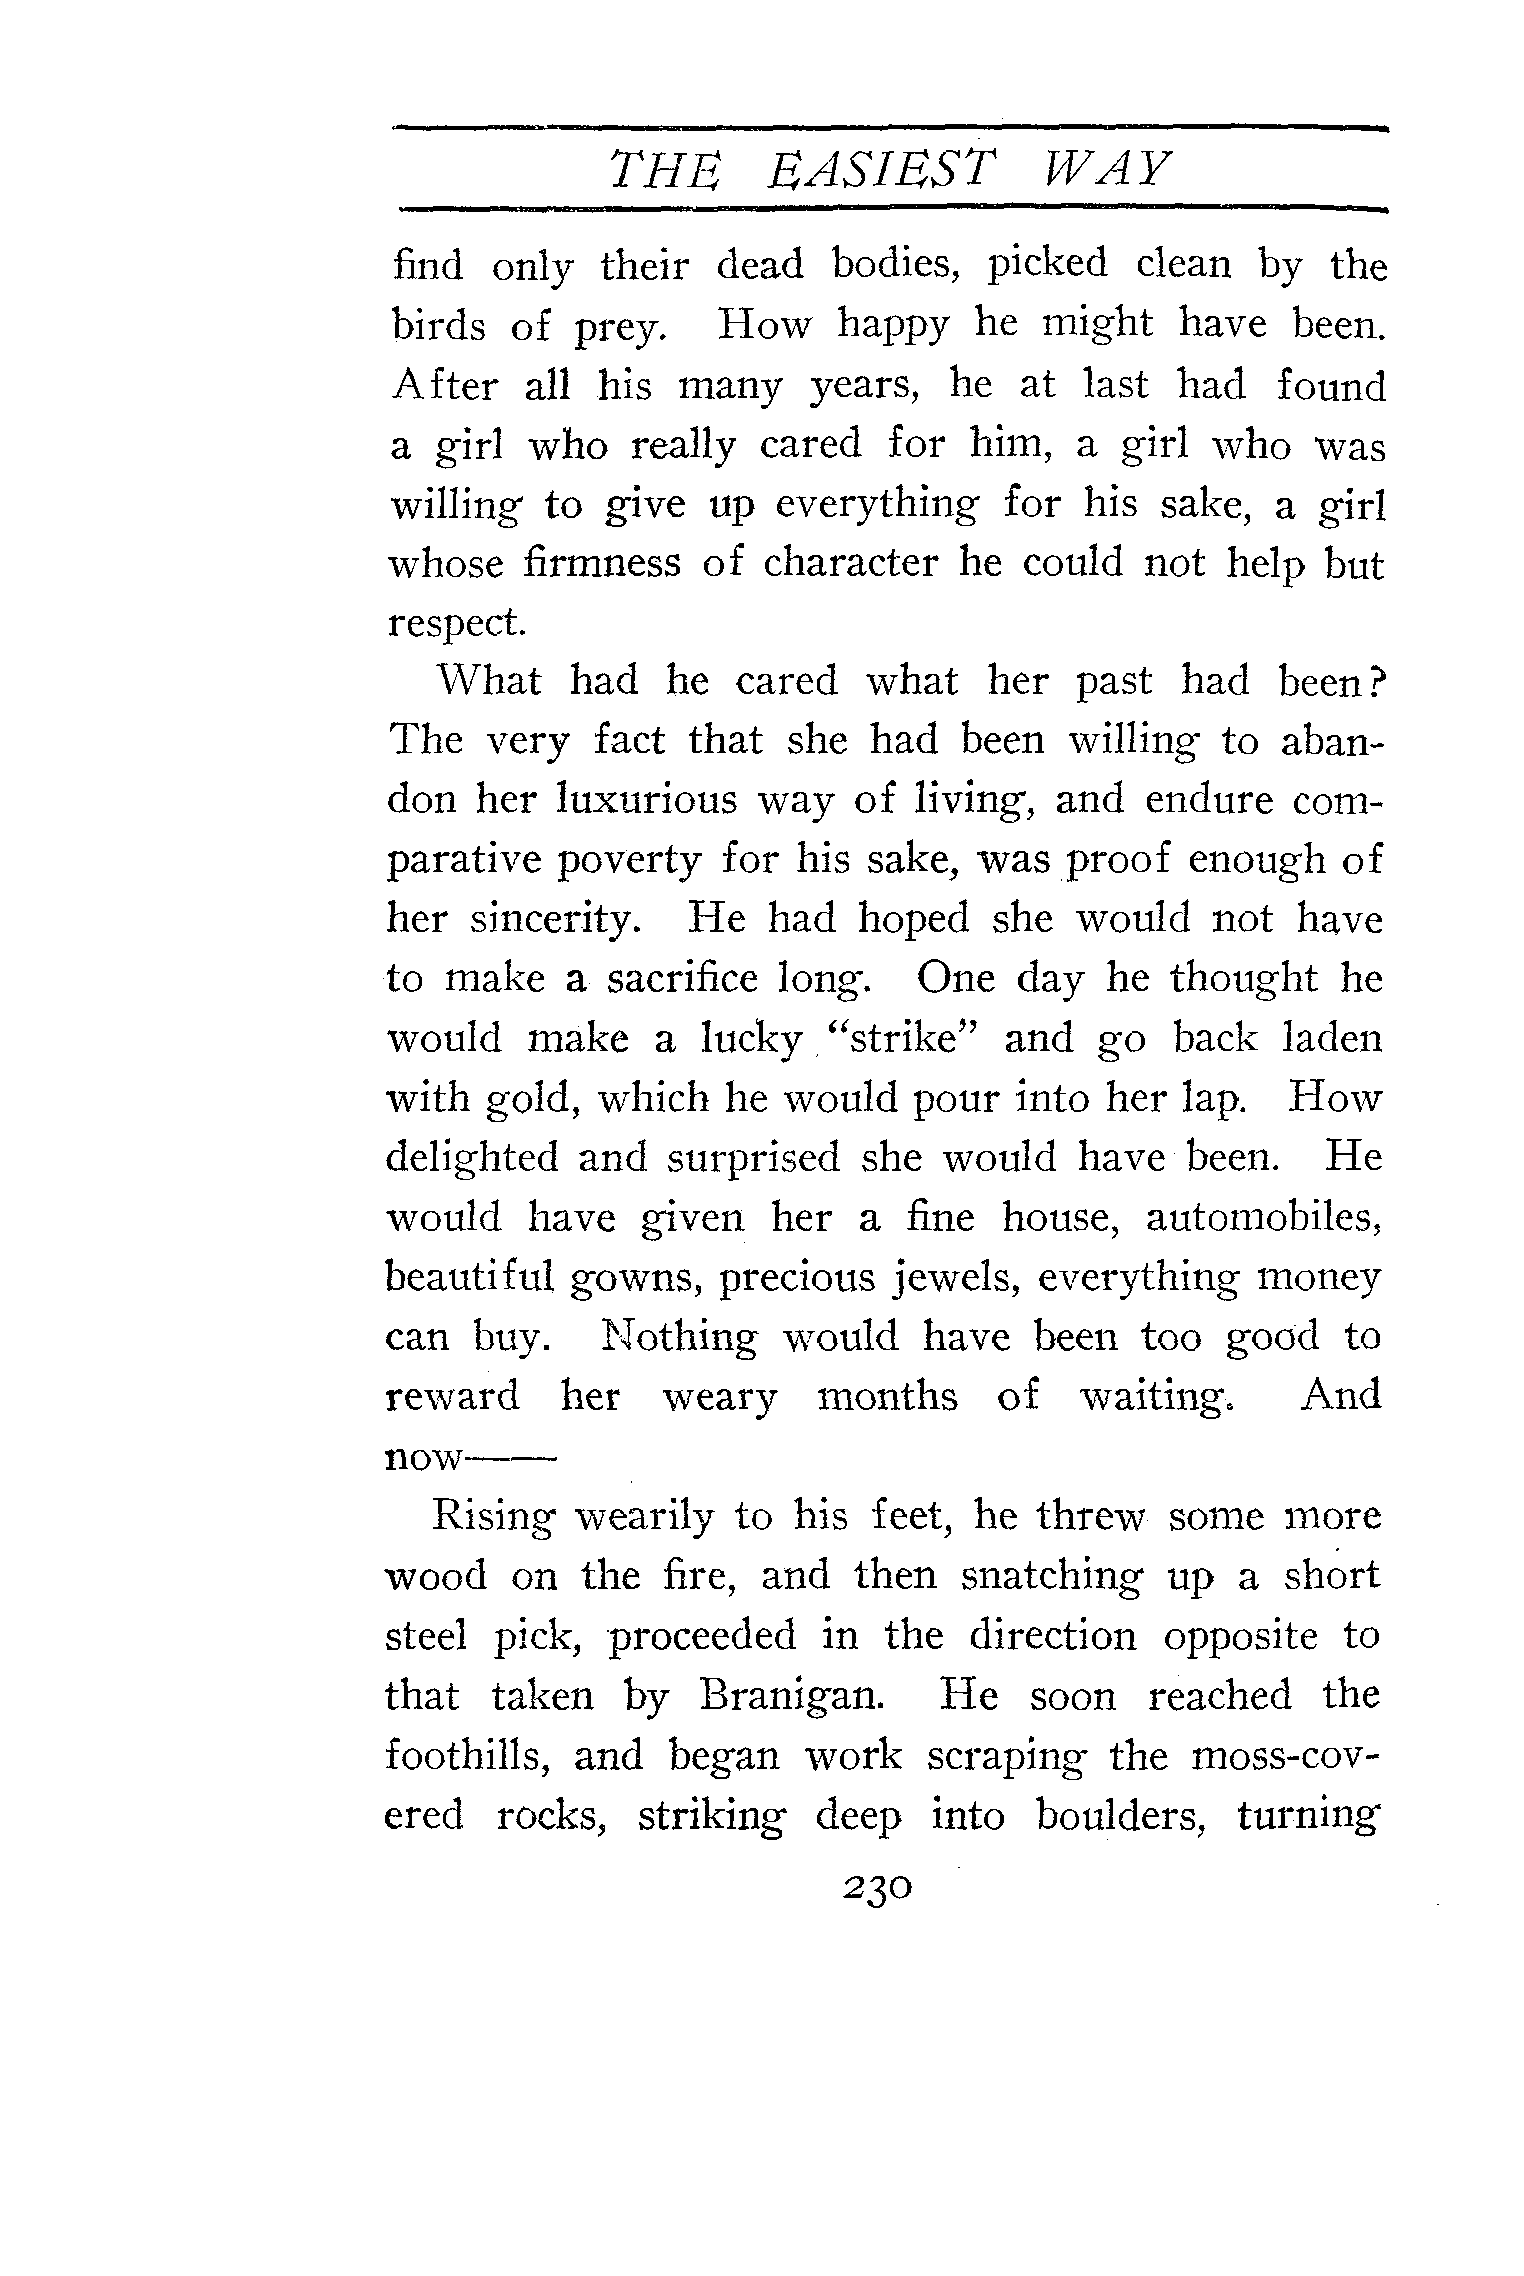 THE EASIEST WAY
find only their dead bodies, picked clean by the
birds of prey. How happy he might have been.
After all his many years, he at last had found
a girl who really cared for him, a girl who was
willing to give up everything for his sake, a girl
whose firmness of character he could not help but
respect.
What had he cared what her past had been?
The very fact that she had been willing to aban-
don her luxurious way of living, and endure com-
parative poverty for his sake, was proof enough of
her sincerity. He had hoped she would not have
to make a sacrifice long. One day he thought he
would make a lucky “strike” and go back laden
with gold, which he would pour into her lap. How
delighted and surprised she would have been. He
would have given her a fine house, automobiles,
beautiful gowns, precious jewels, everything money
can buy. Nothing would have been too good to
reward her weary months of waiting. And
now——
Rising wearily to his feet, he threw some more
wood on the fire, and then snatching up a short
steel pick, proceeded in the direction opposite to
that taken by Branigan. He soon reached the
foothills, and began work scraping the moss-cov-
ered rocks, striking deep into boulders, turning
230